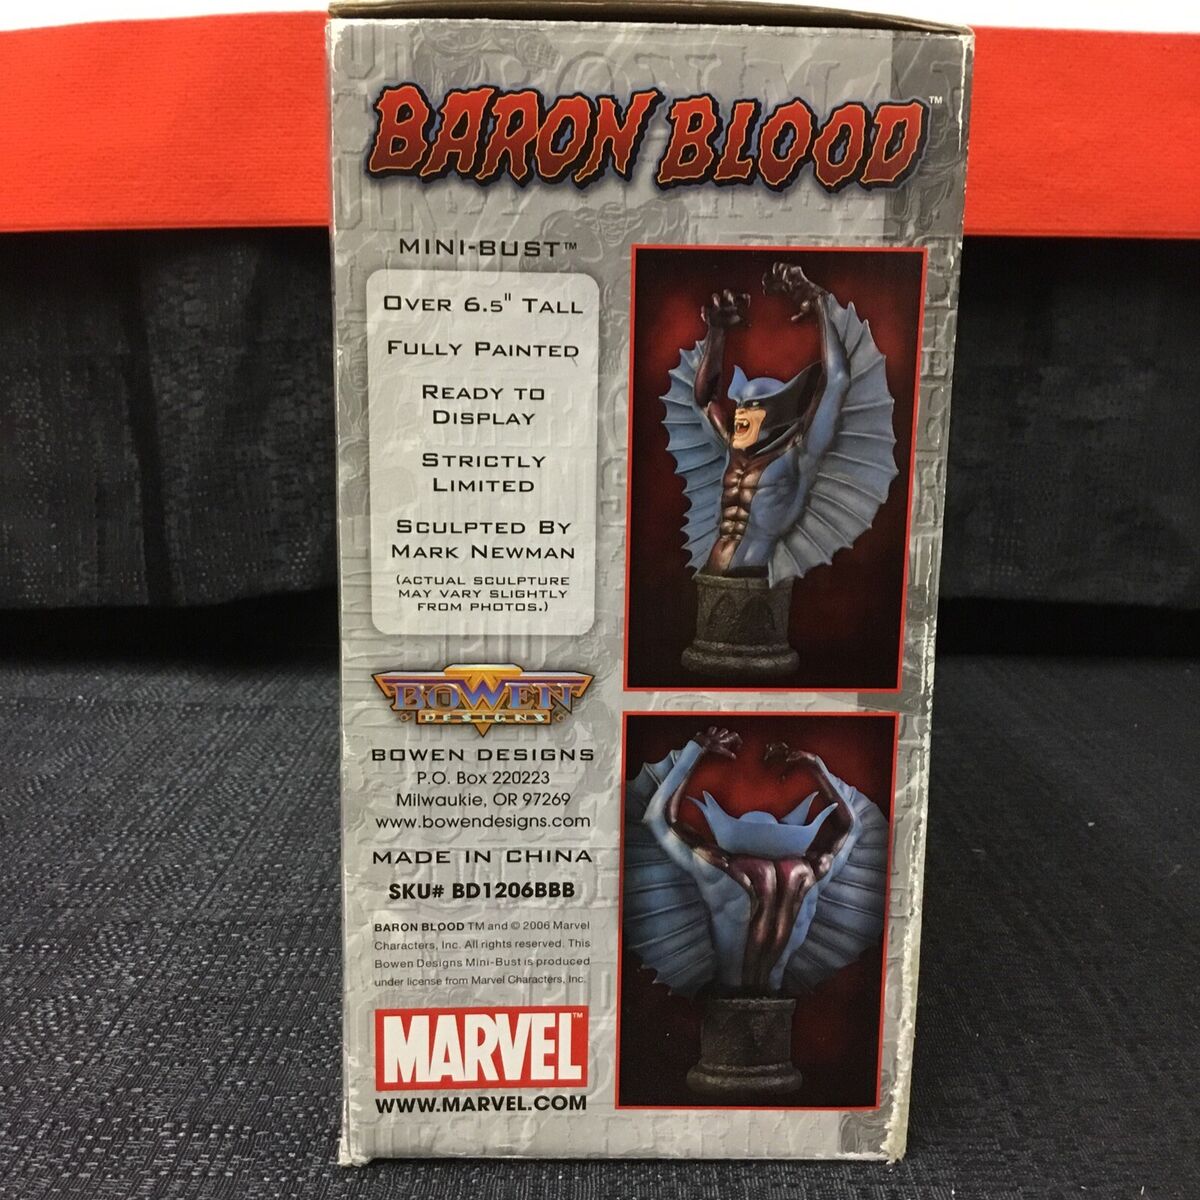 BARON BLOOD™
MINI-BUST™
OVER 6.5" TALL
FULLY PAINTED
READY TO
DISPLAY
STRICTLY
LIMITED
SCULPTED BY
MARK NEWMAN
(ACTUAL SCULPTURE
MAY VARY SLIGHTLY
FROM PHOTOS.)
BOWEN
DESIGNS
BOWEN DESIGNS
P.O. Box 220223
Milwaukie, OR 97269
www.bowendesigns.com
MADE IN CHINA
SKU# BD1206BBB
BARON BLOOD TM and © 2006 Marvel
Characters, Inc. All rights reserved. This
Bowen Designs Mini-Bust is produced
under license from Marvel Characters, Inc.
MARVEL™
WWW.MARVEL.COM